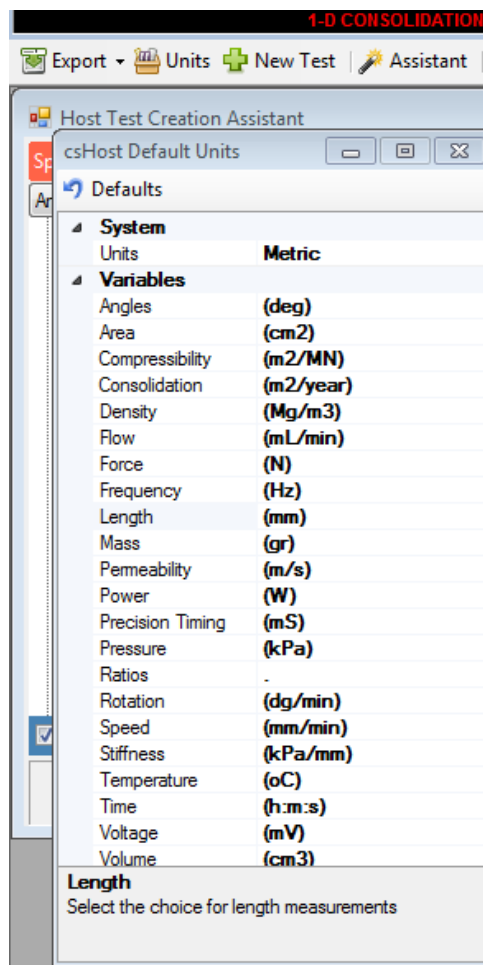 1-D CONSOLIDATION
Export Units New Test Assistant
Host Test Creation Assistant
Sp
csHost Default Units
Ar
Defaults
System
Units Metric
Variables
Angles (deg)
Area (cm2)
Compressibility (m2/MN)
Consolidation (m2/year)
Density (Mg/m3)
Flow (mL/min)
Force (N)
Frequency (Hz)
Length (mm)
Mass (gr)
Permeability (m/s)
Power (W)
Precision Timing (mS)
Pressure (kPa)
Ratios .
Rotation (dg/min)
Speed (mm/min)
Stiffness (kPa/mm)
Temperature (oC)
Time (h:m:s)
Voltage (mV)
Volume (cm3)
Length
Select the choice for length measurements